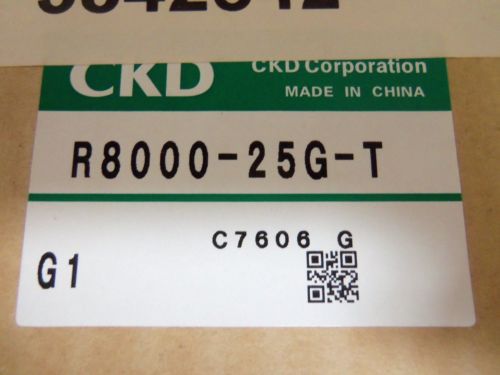 CKD
CKD Corporation
MADE IN CHINA
R8000-25G-T
C7606 G
G1